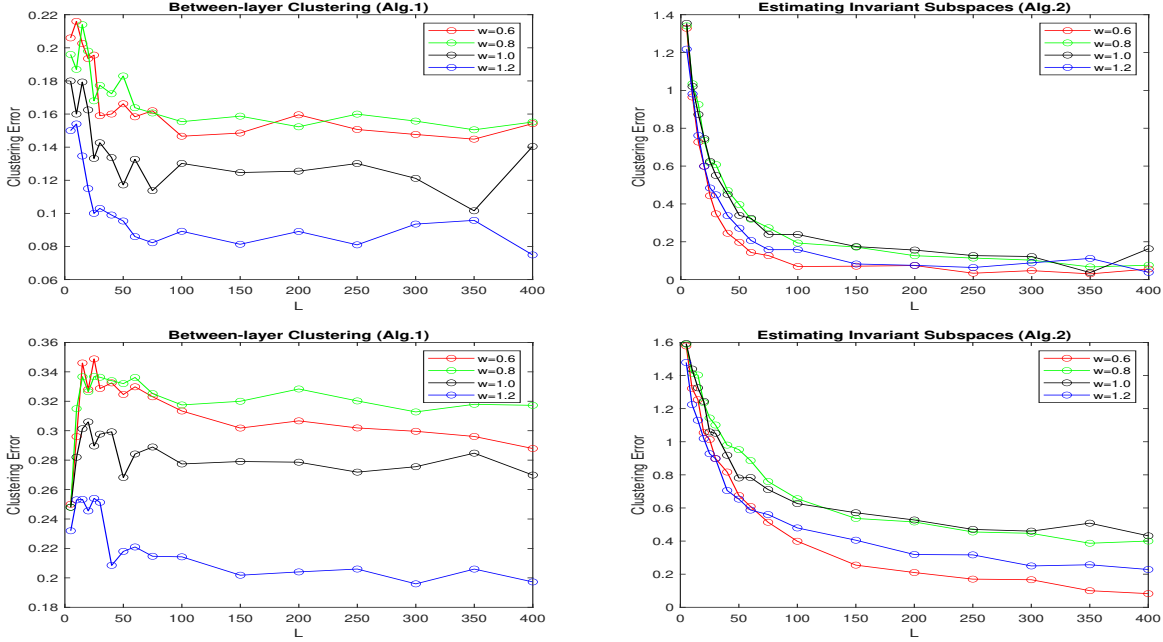 Between-layer Clustering (Alg.1)
0.22
0.2
0.18
0.16
0.14
0.12
0.1
0.08
0.06
Clustering Error
0 50 100 150 200 250 300 350 400
L
w=0.6
w=0.8
w=1.0
w=1.2
Estimating Invariant Subspaces (Alg.2)
1.4
1.2
1
0.8
0.6
0.4
0.2
0
Clustering Error
0 50 100 150 200 250 300 350 400
L
w=0.6
w=0.8
w=1.0
w=1.2
Between-layer Clustering (Alg.1)
0.36
0.34
0.32
0.3
0.28
0.26
0.24
0.22
0.2
0.18
Clustering Error
0 50 100 150 200 250 300 350 400
L
w=0.6
w=0.8
w=1.0
w=1.2
Estimating Invariant Subspaces (Alg.2)
1.6
1.4
1.2
1
0.8
0.6
0.4
0.2
0
Clustering Error
0 50 100 150 200 250 300 350 400
L
w=0.6
w=0.8
w=1.0
w=1.2